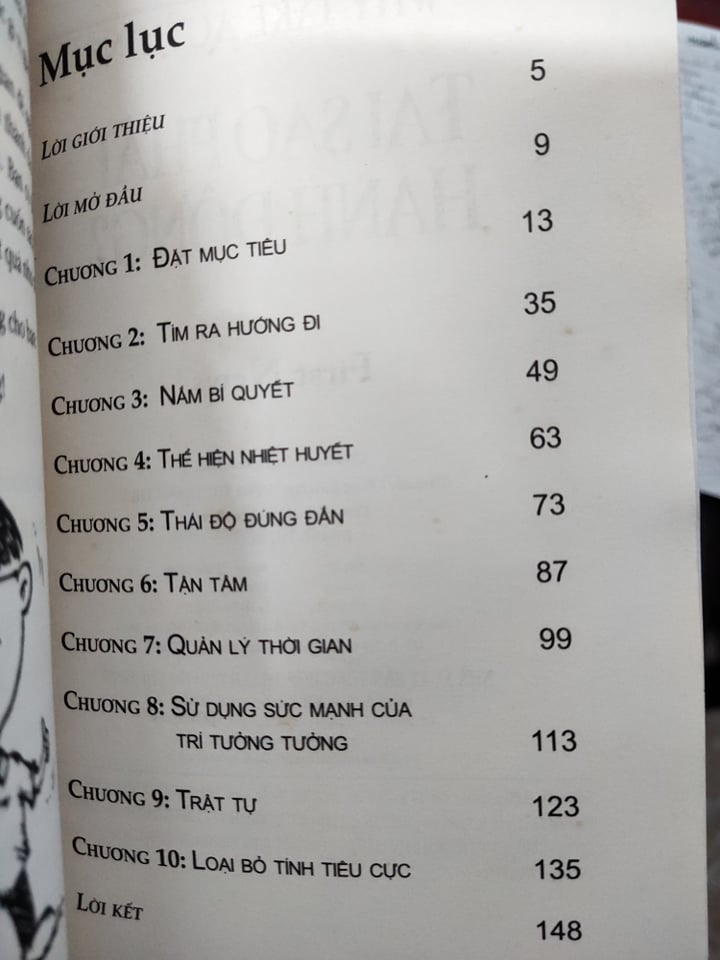 Mục lục
LỜI GIỚI THIỆU 5
LỜI MỞ ĐẦU 9
CHƯƠNG 1: ĐẠT MỤC TIÊU 13
CHƯƠNG 2: TÌM RA HƯỚNG ĐI 35
CHƯƠNG 3: NẮM BÍ QUYẾT 49
CHƯƠNG 4: THỂ HIỆN NHIỆT HUYẾT 63
CHƯƠNG 5: THÁI ĐỘ ĐÚNG ĐẮN 73
CHƯƠNG 6: TẬN TÂM 87
CHƯƠNG 7: QUẢN LÝ THỜI GIAN 99
CHƯƠNG 8: SỬ DỤNG SỨC MẠNH CỦA
TRÍ TƯỞNG TƯỢNG 113
CHƯƠNG 9: TRẬT TỰ 123
CHƯƠNG 10: LOẠI BỎ TÍNH TIÊU CỰC 135
LỜI KẾT 148